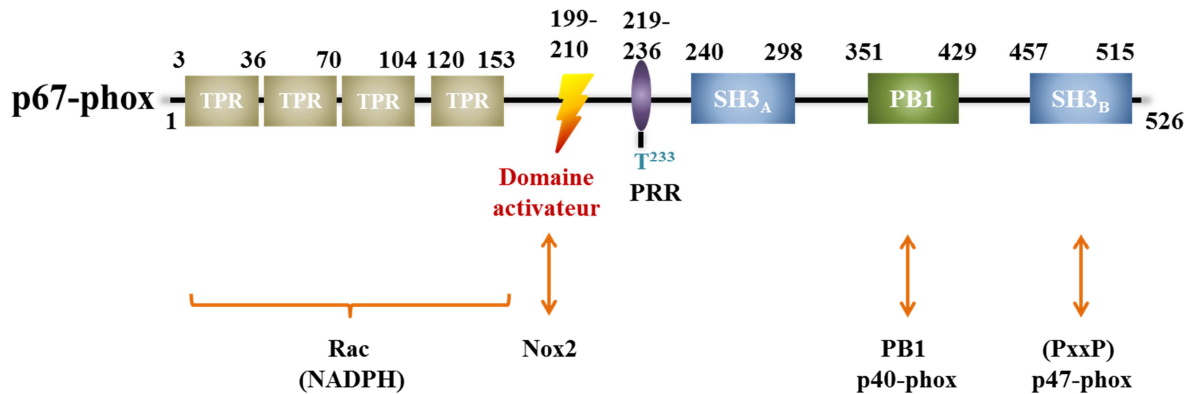 199-
210
219-
236
3 36 70 104 120 153 240 298 351 429 457 515
p67-phox TPR TPR TPR TPR SH3A PB1 SH3B
1 526
T233
Domaine
activateur
PRR
Rac
(NADPH)
Nox2
PB1
p40-phox
(PxxP)
p47-phox